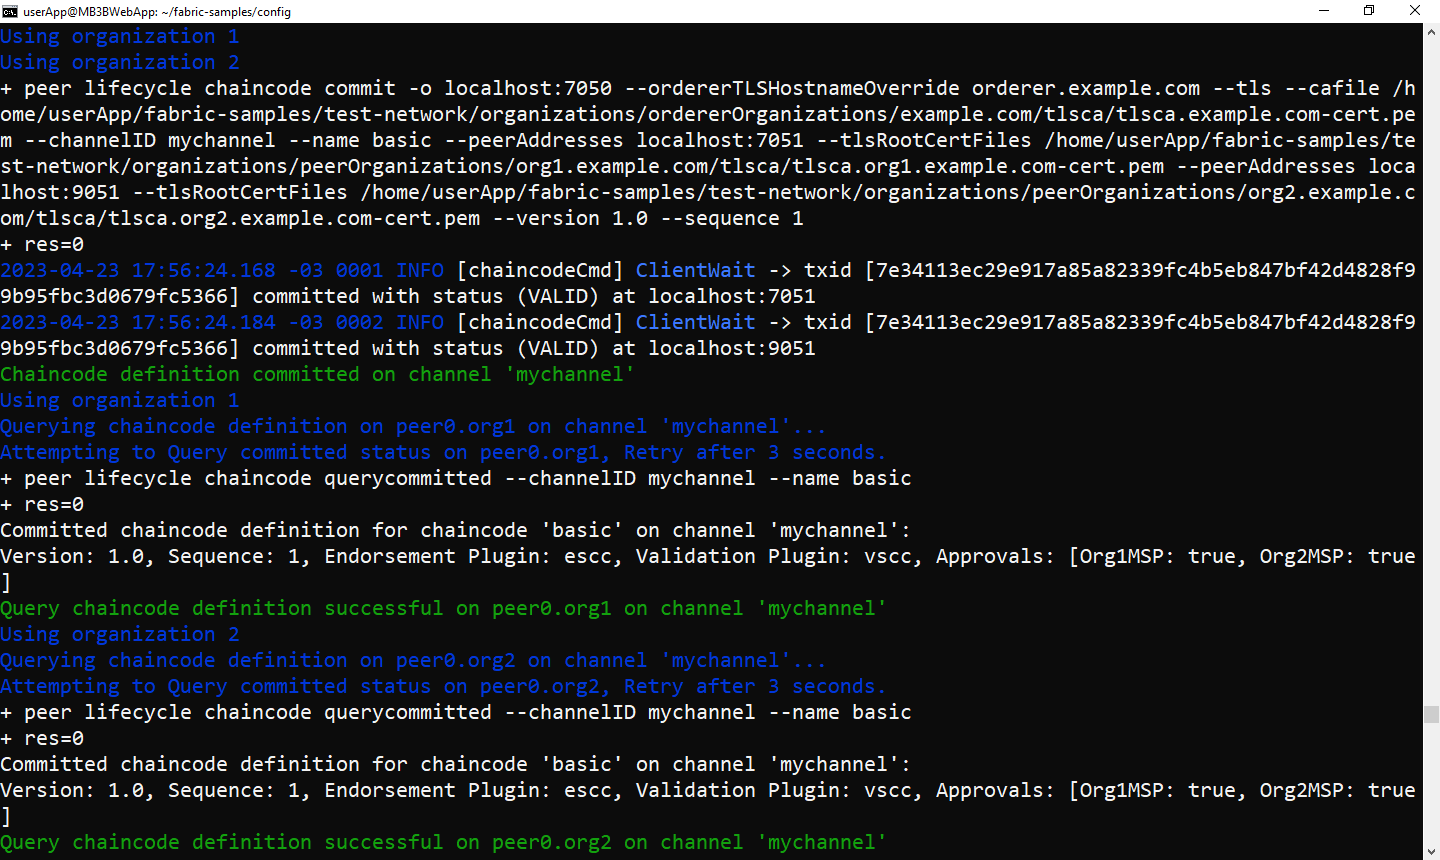 userApp@MB3BWebApp: ~/fabric-samples/config
Using organization 1
Using organization 2
+ peer lifecycle chaincode commit -o localhost:7050 --ordererTLSHostnameOverride orderer.example.com --tls --cafile /h
ome/userApp/fabric-samples/test-network/organizations/ordererOrganizations/example.com/tlsca/tlsca.example.com-cert.pe
m --channelID mychannel --name basic --peerAddresses localhost:7051 --tlsRootCertFiles /home/userApp/fabric-samples/te
st-network/organizations/peerOrganizations/org1.example.com/tlsca/tlsca.org1.example.com-cert.pem --peerAddresses loca
lhost:9051 --tlsRootCertFiles /home/userApp/fabric-samples/test-network/organizations/peerOrganizations/org2.example.c
om/tlsca/tlsca.org2.example.com-cert.pem --version 1.0 --sequence 1
+ res=0
2023-04-23 17:56:24.168 -03 0001 INFO [chaincodeCmd] ClientWait -> txid [7e34113ec29e917a85a82339fc4b5eb847bf42d4828f9
9b95fbc3d0679fc5366] committed with status (VALID) at localhost:7051
2023-04-23 17:56:24.184 -03 0002 INFO [chaincodeCmd] ClientWait -> txid [7e34113ec29e917a85a82339fc4b5eb847bf42d4828f9
9b95fbc3d0679fc5366] committed with status (VALID) at localhost:9051
Chaincode definition committed on channel 'mychannel'
Using organization 1
Querying chaincode definition on peer0.org1 on channel 'mychannel'...
Attempting to Query committed status on peer0.org1, Retry after 3 seconds.
+ peer lifecycle chaincode querycommitted --channelID mychannel --name basic
+ res=0
Committed chaincode definition for chaincode 'basic' on channel 'mychannel':
Version: 1.0, Sequence: 1, Endorsement Plugin: escc, Validation Plugin: vscc, Approvals: [Org1MSP: true, Org2MSP: true
]
Query chaincode definition successful on peer0.org1 on channel 'mychannel'
Using organization 2
Querying chaincode definition on peer0.org2 on channel 'mychannel'...
Attempting to Query committed status on peer0.org2, Retry after 3 seconds.
+ peer lifecycle chaincode querycommitted --channelID mychannel --name basic
+ res=0
Committed chaincode definition for chaincode 'basic' on channel 'mychannel':
Version: 1.0, Sequence: 1, Endorsement Plugin: escc, Validation Plugin: vscc, Approvals: [Org1MSP: true, Org2MSP: true
]
Query chaincode definition successful on peer0.org2 on channel 'mychannel'